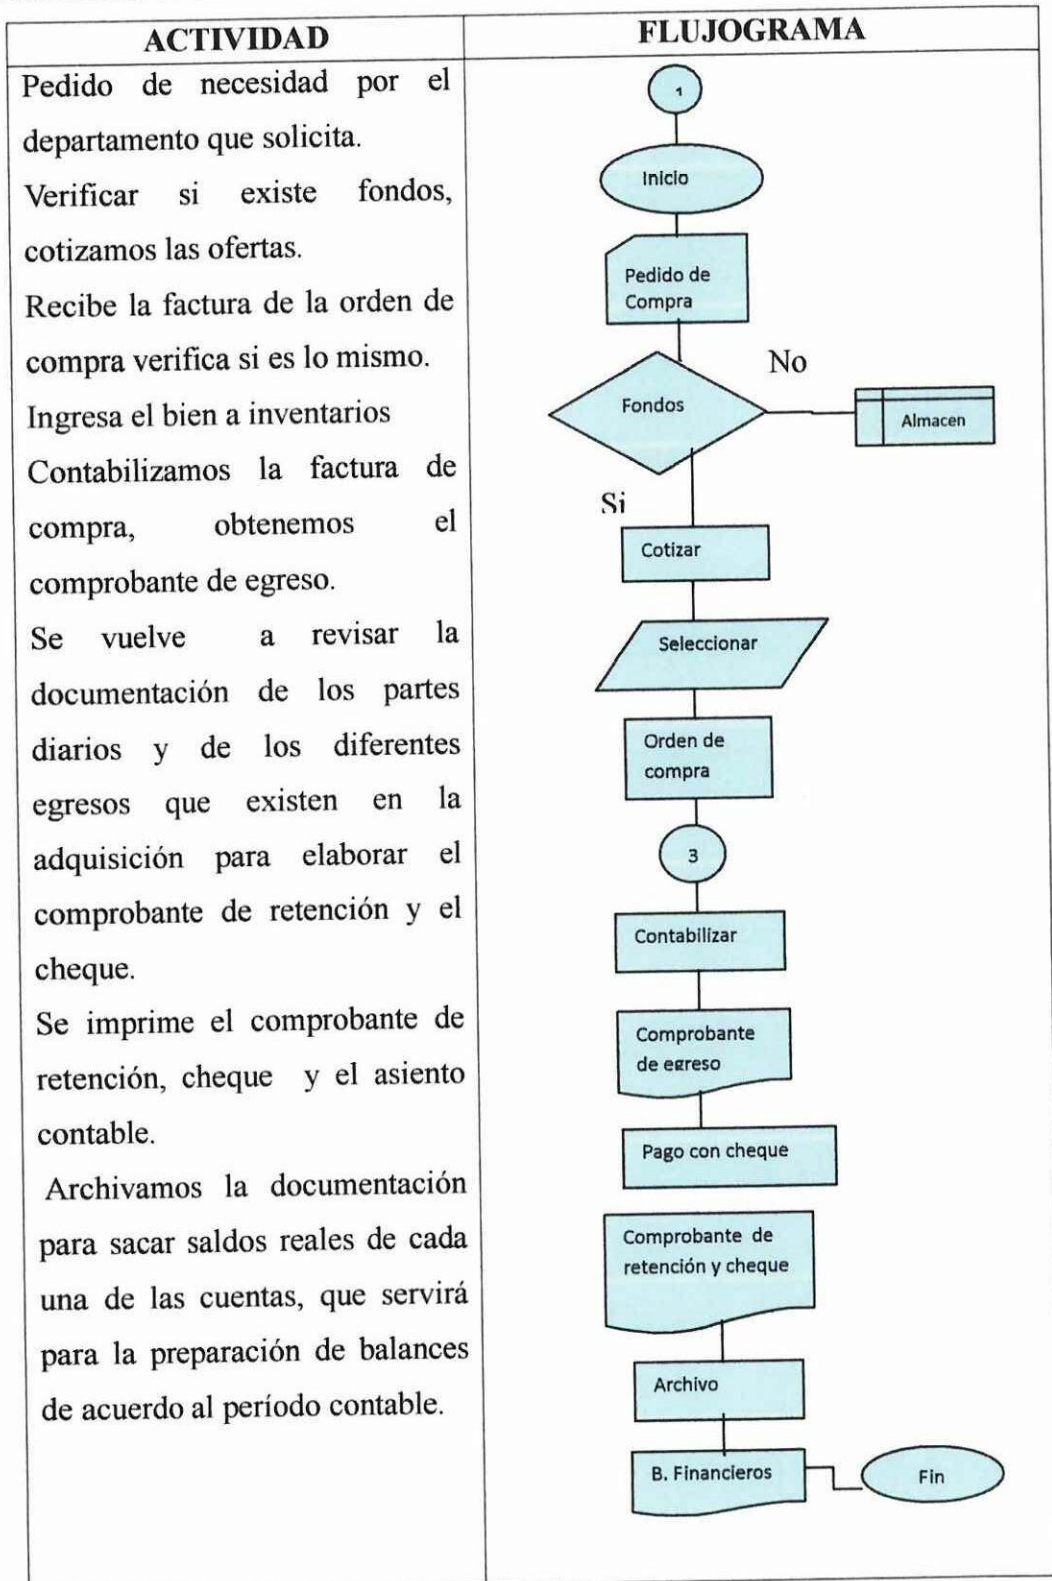 ACTIVIDAD
Pedido de necesidad por el
departamento que solicita.
Verificar si existe fondos,
cotizamos las ofertas.
Recibe la factura de la orden de
compra verifica si es lo mismo.
Ingresa el bien a inventarios
Contabilizamos la factura de
compra, obtenemos el
comprobante de egreso.
Se vuelve a revisar la
documentación de los partes
diarios y de los diferentes
egresos que existen en la
adquisición para elaborar el
comprobante de retención y el
cheque.
Se imprime el comprobante de
retención, cheque y el asiento
contable.
Archivamos la documentación
para sacar saldos reales de cada
una de las cuentas, que servirá
para la preparación de balances
de acuerdo al período contable.
FLUJOGRAMA
1
Inicio
Pedido de
Compra
Fondos
No
Almacen
Si
Cotizar
Seleccionar
Orden de
compra
3
Contabilizar
Comprobante
de egreso
Pago con cheque
Comprobante de
retención y cheque
Archivo
B. Financieros
Fin